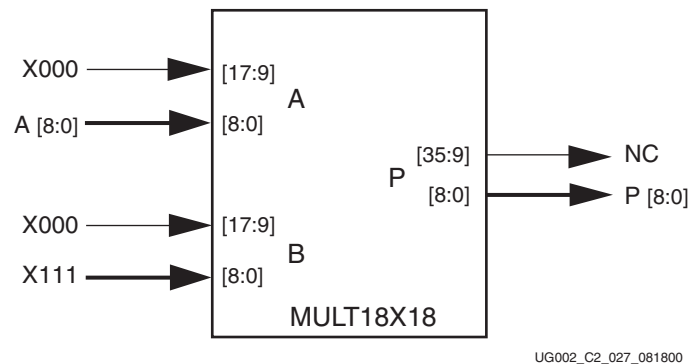 X000 [17:9]
A
A [8:0] [8:0]
[35:9] NC
P
[8:0] P [8:0]
X000 [17:9]
B
X111 [8:0]
MULT18X18
UG002_C2_027_081800